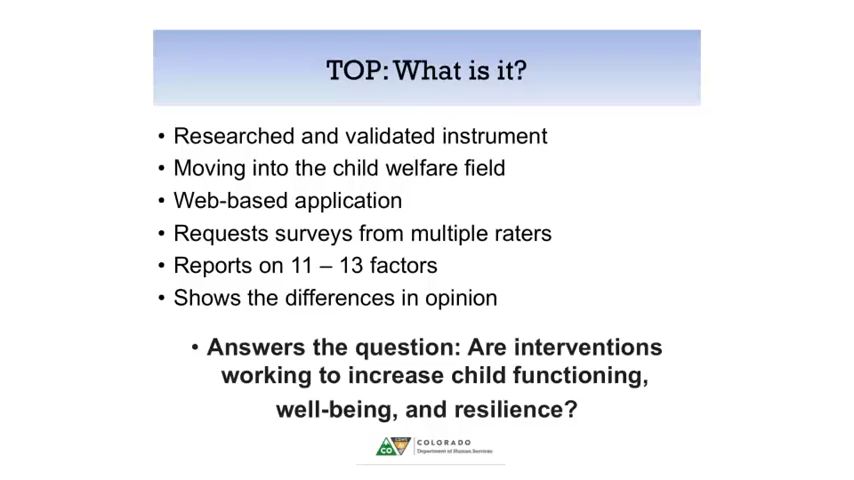 TOP: What is it?
• Researched and validated instrument
• Moving into the child welfare field
• Web-based application
• Requests surveys from multiple raters
• Reports on 11 – 13 factors
• Shows the differences in opinion
• Answers the question: Are interventions
working to increase child functioning,
well-being, and resilience?
CO
COLORADO
Department of Human Services